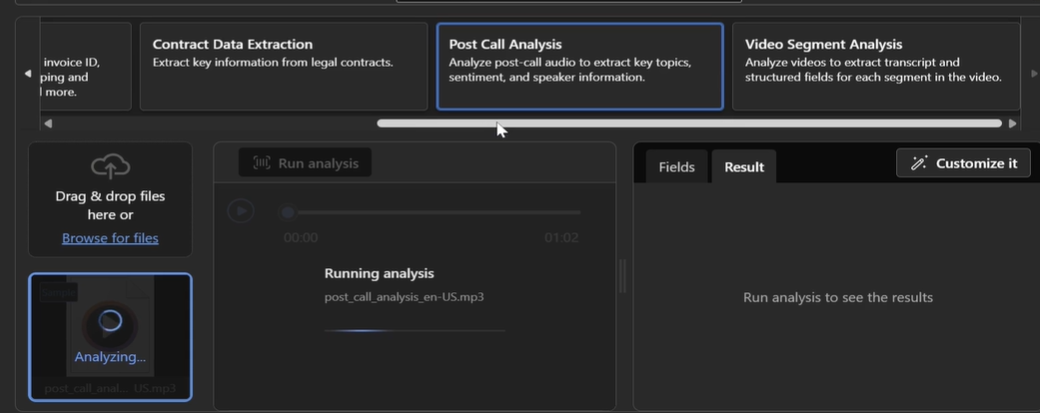 invoice ID,
ping and
more.
Contract Data Extraction
Extract key information from legal contracts.
Post Call Analysis
Analyze post-call audio to extract key topics,
sentiment, and speaker information.
Video Segment Analysis
Analyze videos to extract transcript and
structured fields for each segment in the video.
Drag & drop files
here or
Browse for files
Sample
Analyzing...
post_call_anal... US.mp3
Run analysis
00:00
01:02
Running analysis
post_call_analysis_en-US.mp3
Fields
Result
Customize it
Run analysis to see the results